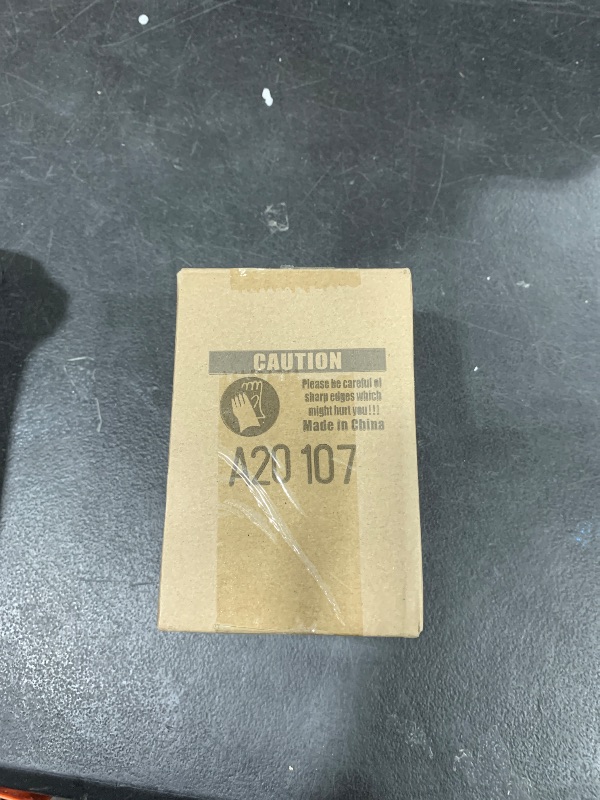 CAUTION
Please be careful of
sharp edges which
might hurt you!!!
Made in China
A20 107